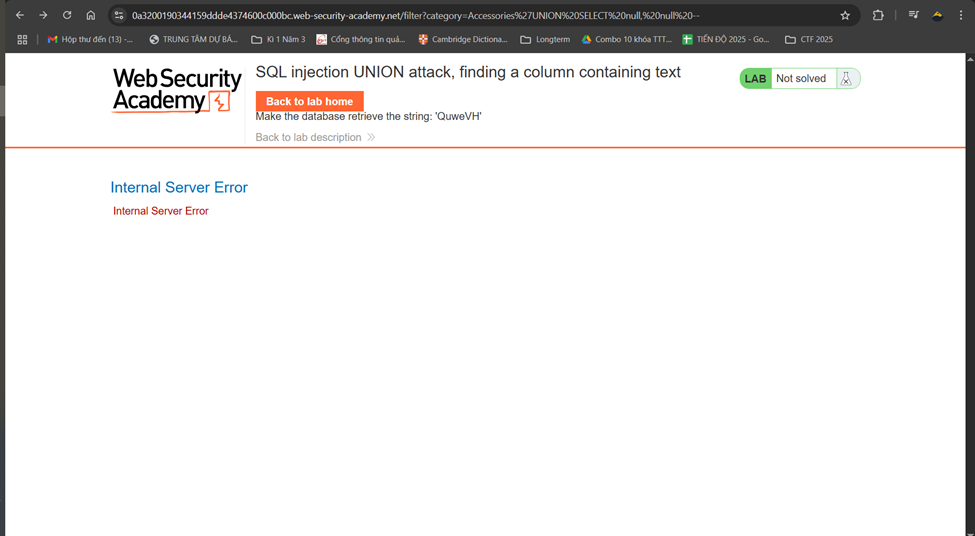 0a3200190344159ddde4374600c000bc.web-security-academy.net/filter?category=Accessories%27UNION%20SELECT%20null,%20null%20--
Hộp thư đến (13) -... TRUNG TÂM DỰ BÁ... Kì 1 Năm 3 Cổng thông tin quả... Cambridge Dictiona... Longterm Combo 10 khóa TTT... TIẾN ĐỘ 2025 - Go... CTF 2025
WebSecurity
Academy
SQL injection UNION attack, finding a column containing text
LAB Not solved
Back to lab home
Make the database retrieve the string: 'QuweVH'
Back to lab description
Internal Server Error
Internal Server Error